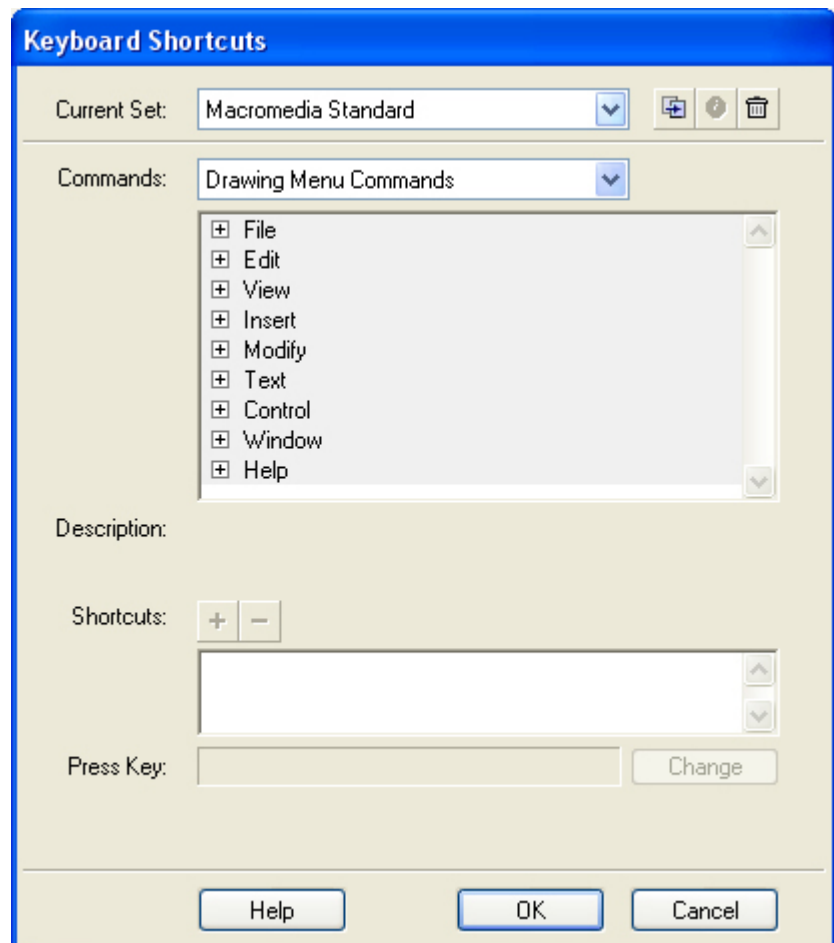 Keyboard Shortcuts
Current Set: Macromedia Standard
Commands: Drawing Menu Commands
File
Edit
View
Insert
Modify
Text
Control
Window
Help
Description:
Shortcuts: + −
Press Key: Change
Help OK Cancel